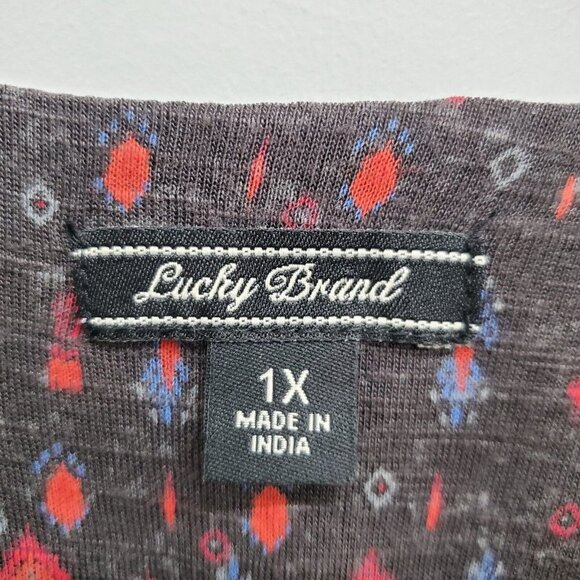 Lucky Brand
1X
MADE IN
INDIA